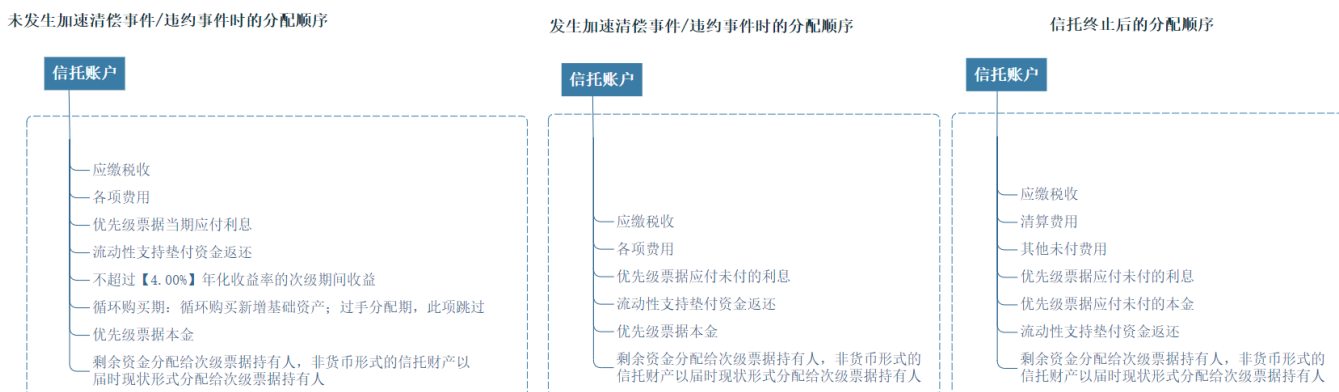 未发生加速清偿事件/违约事件时的分配顺序
信托账户
应缴税收
各项费用
优先级票据当期应付利息
流动性支持垫付资金返还
不超过【4.00%】年化收益率的次级期间收益
循环购买期：循环购买新增基础资产；过手分配期，此项跳过
优先级票据本金
剩余资金分配给次级票据持有人，非货币形式的信托财产以
届时现状形式分配给次级票据持有人
发生加速清偿事件/违约事件时的分配顺序
信托账户
应缴税收
各项费用
优先级票据应付未付的利息
流动性支持垫付资金返还
优先级票据本金
剩余资金分配给次级票据持有人，非货币形式的
信托财产以届时现状形式分配给次级票据持有人
信托终止后的分配顺序
信托账户
应缴税收
清算费用
其他未付费用
优先级票据应付未付的利息
优先级票据应付未付的本金
流动性支持垫付资金返还
剩余资金分配给次级票据持有人，非货币形式的
信托财产以届时现状形式分配给次级票据持有人